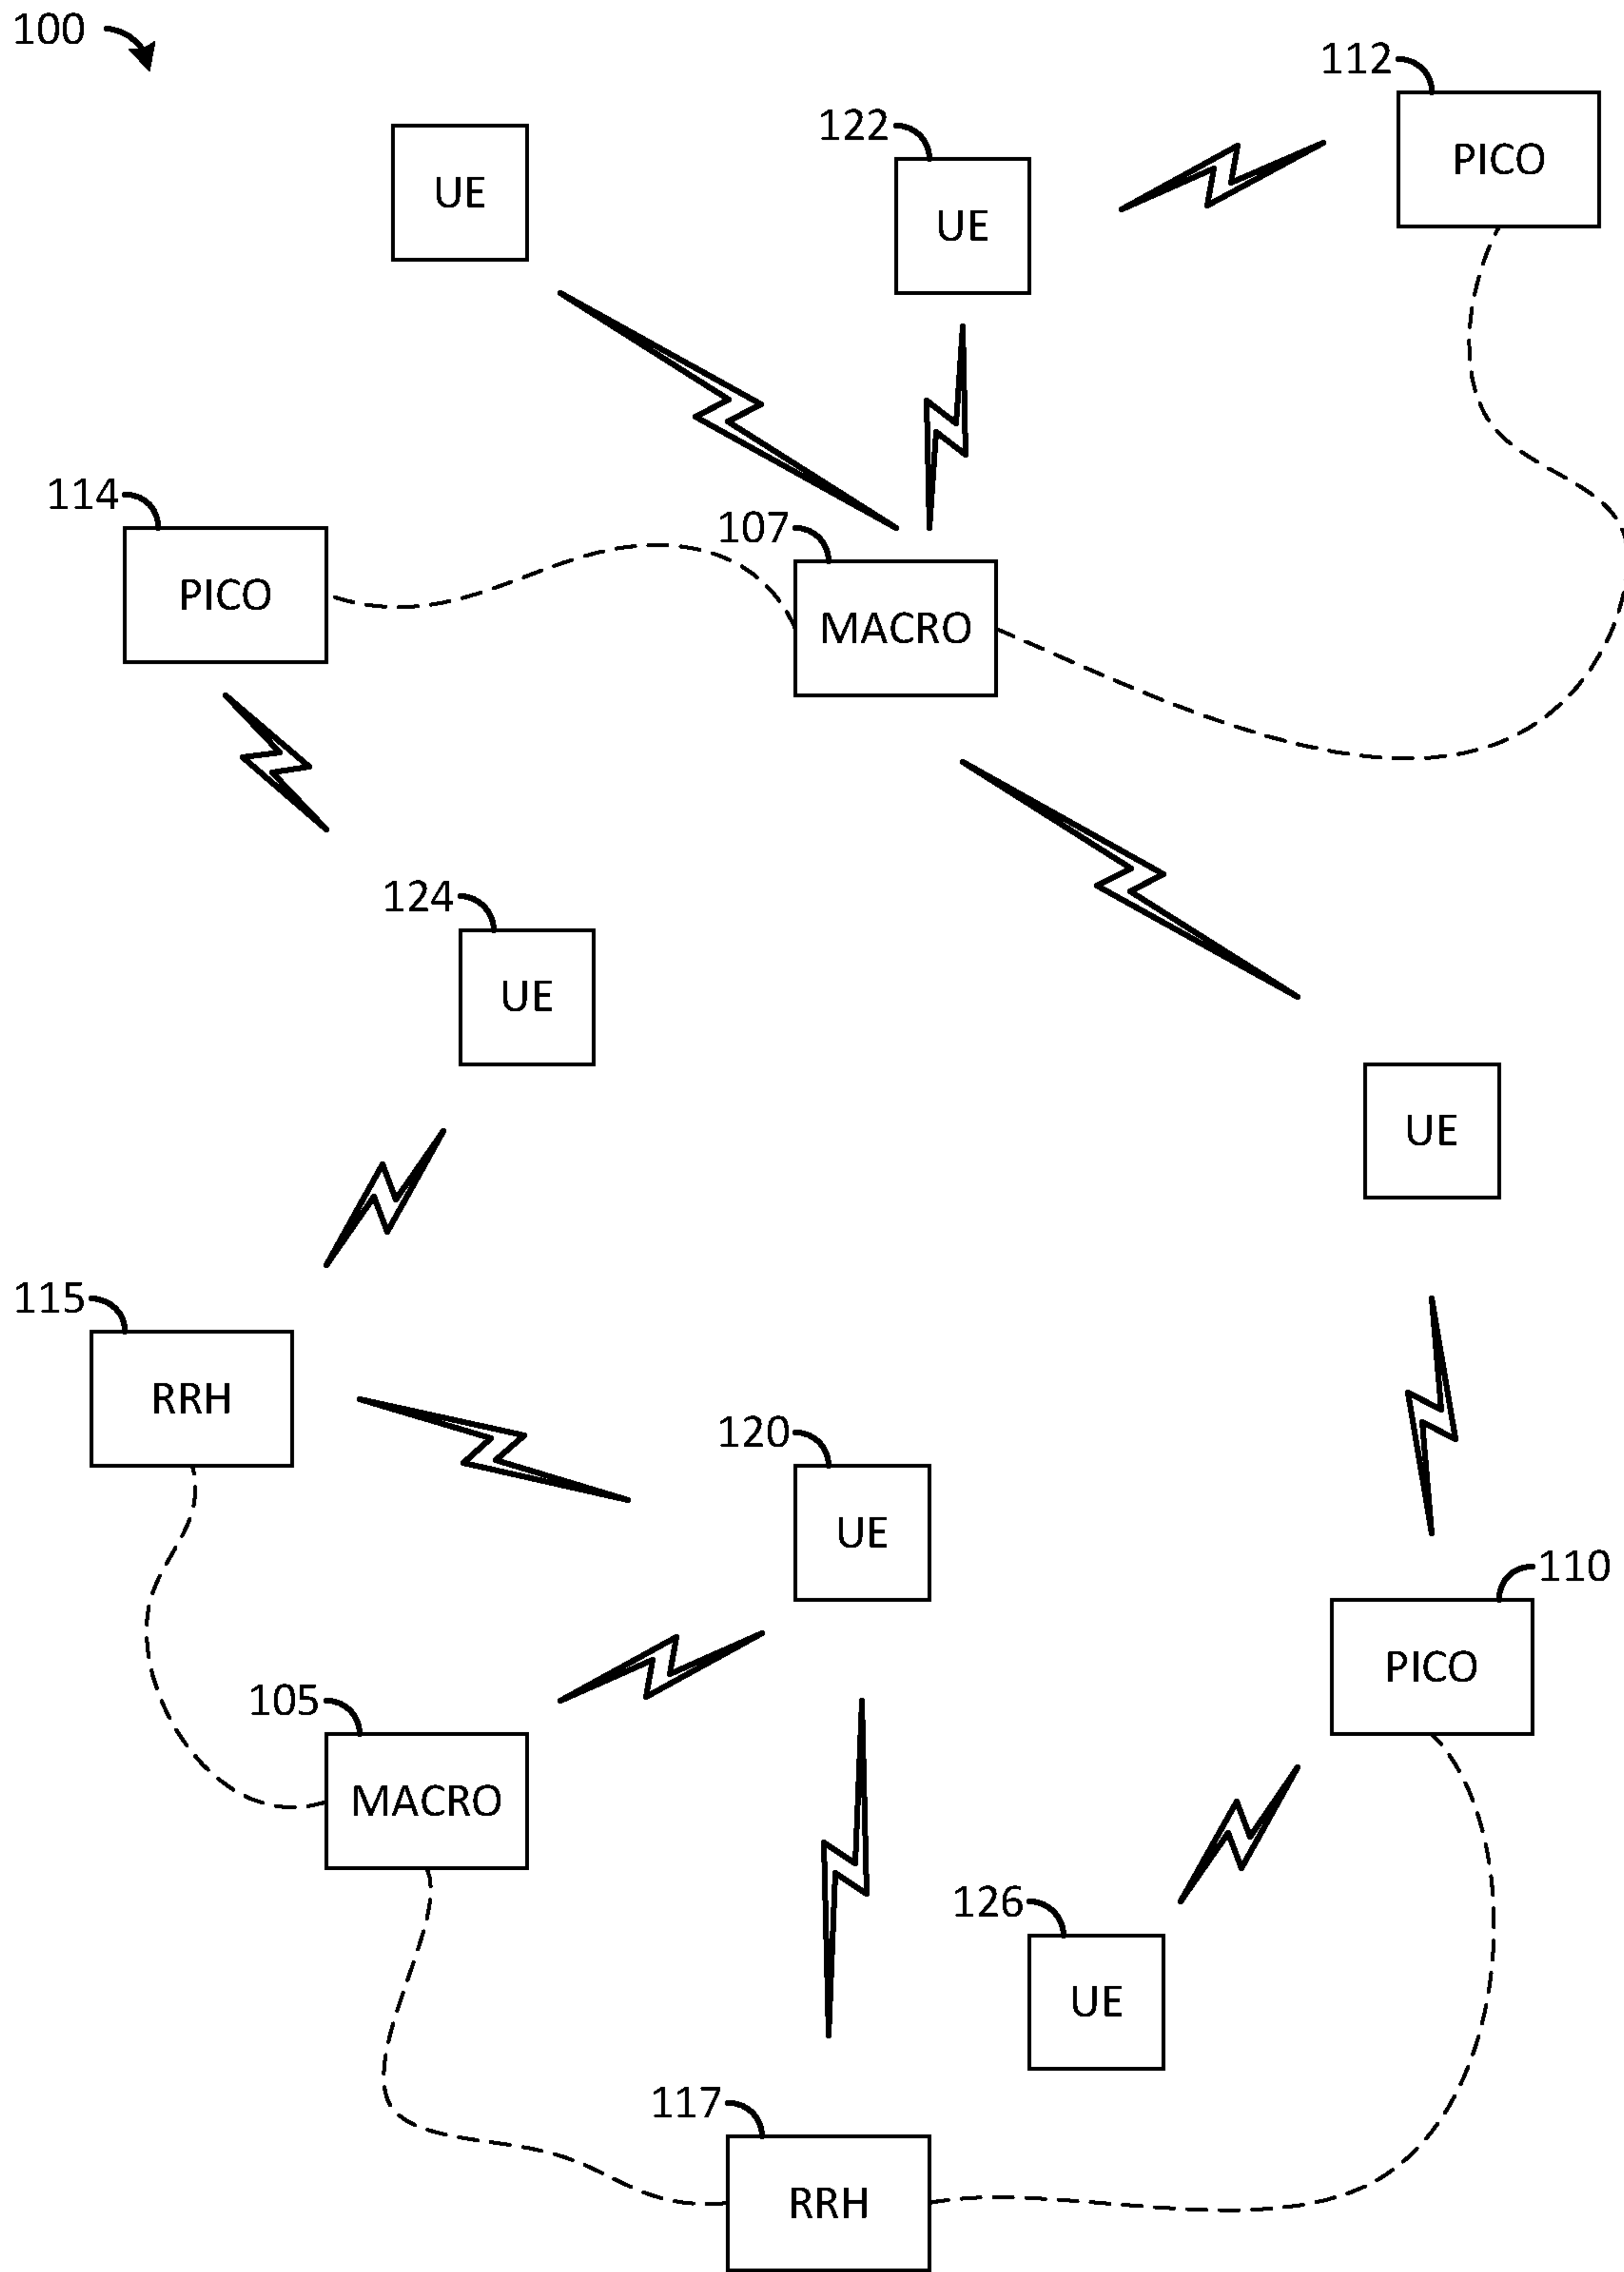 100
112
PICO
122
UE
UE
114
PICO
107
MACRO
124
UE
UE
115
RRH
120
UE
110
PICO
105
MACRO
126
UE
117
RRH